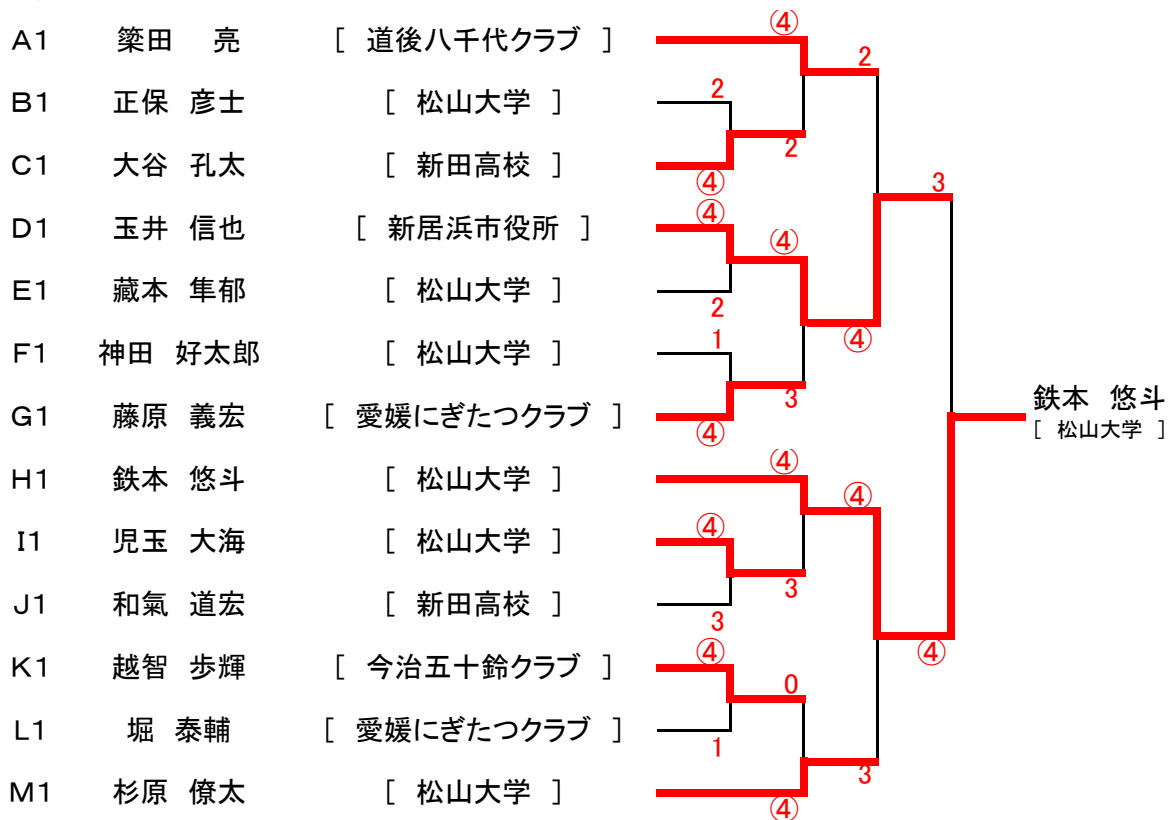 ④
A1 簗田 亮 [ 道後八千代クラブ ]
2
B1 正保 彦士 [ 松山大学 ] 2
2
C1 大谷 孔太 [ 新田高校 ]
④ 3
④
D1 玉井 信也 [ 新居浜市役所 ] ④
E1 藏本 隼郁 [ 松山大学 ]
2
1 ④
F1 神田 好太郎 [ 松山大学 ]
3 鉄本 悠斗
G1 藤原 義宏 [ 愛媛にぎたつクラブ ]
④ [ 松山大学 ]
④
H1 鉄本 悠斗 [ 松山大学 ]
④
④
I1 児玉 大海 [ 松山大学 ]
3
J1 和氣 道宏 [ 新田高校 ]
3
④ ④
K1 越智 歩輝 [ 今治五十鈴クラブ ]
0
L1 堀 泰輔 [ 愛媛にぎたつクラブ ]
1
3
M1 杉原 僚太 [ 松山大学 ]
④